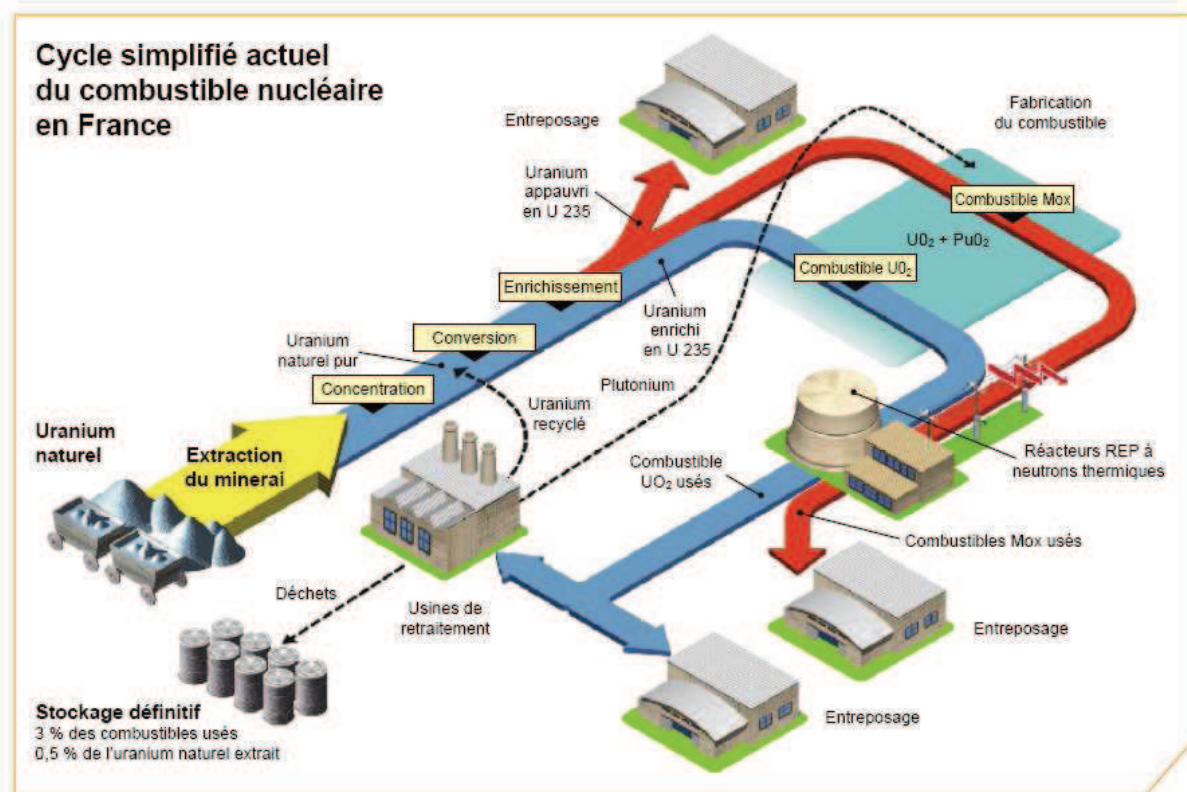 Cycle simplifié actuel
du combustible nucléaire
en France
Entreposage
Fabrication
du combustible
Uranium
appauvri
en U 235
Combustible Mox
U0₂ + Pu0₂
Combustible U0₂
Enrichissement
Uranium
enrichi
en U 235
Uranium
naturel pur
Conversion
Concentration
Plutonium
Uranium
recyclé
Uranium
naturel
Extraction
du minerai
Combustible
UO₂ usés
Réacteurs REP à
neutrons thermiques
Combustibles Mox usés
Déchets
Usines de
retraitement
Entreposage
Entreposage
Stockage définitif
3 % des combustibles usés
0,5 % de l'uranium naturel extrait